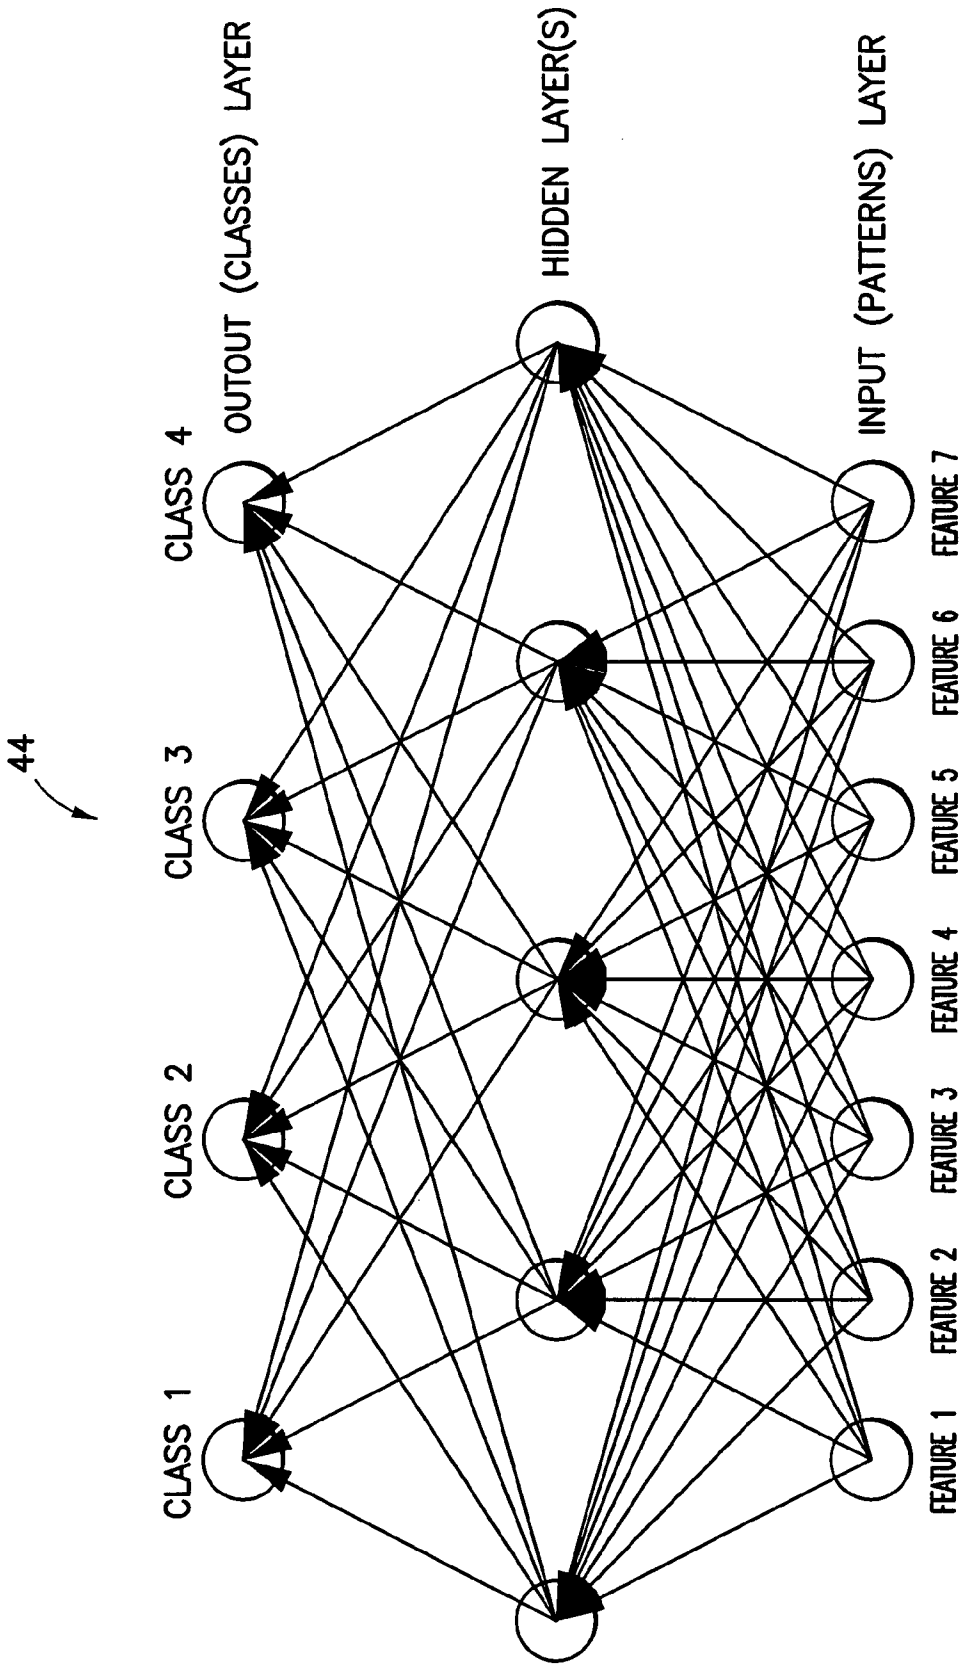 44
CLASS 1
CLASS 2
CLASS 3
CLASS 4
OUTOUT (CLASSES) LAYER
HIDDEN LAYER(S)
INPUT (PATTERNS) LAYER
FEATURE 1
FEATURE 2
FEATURE 3
FEATURE 4
FEATURE 5
FEATURE 6
FEATURE 7